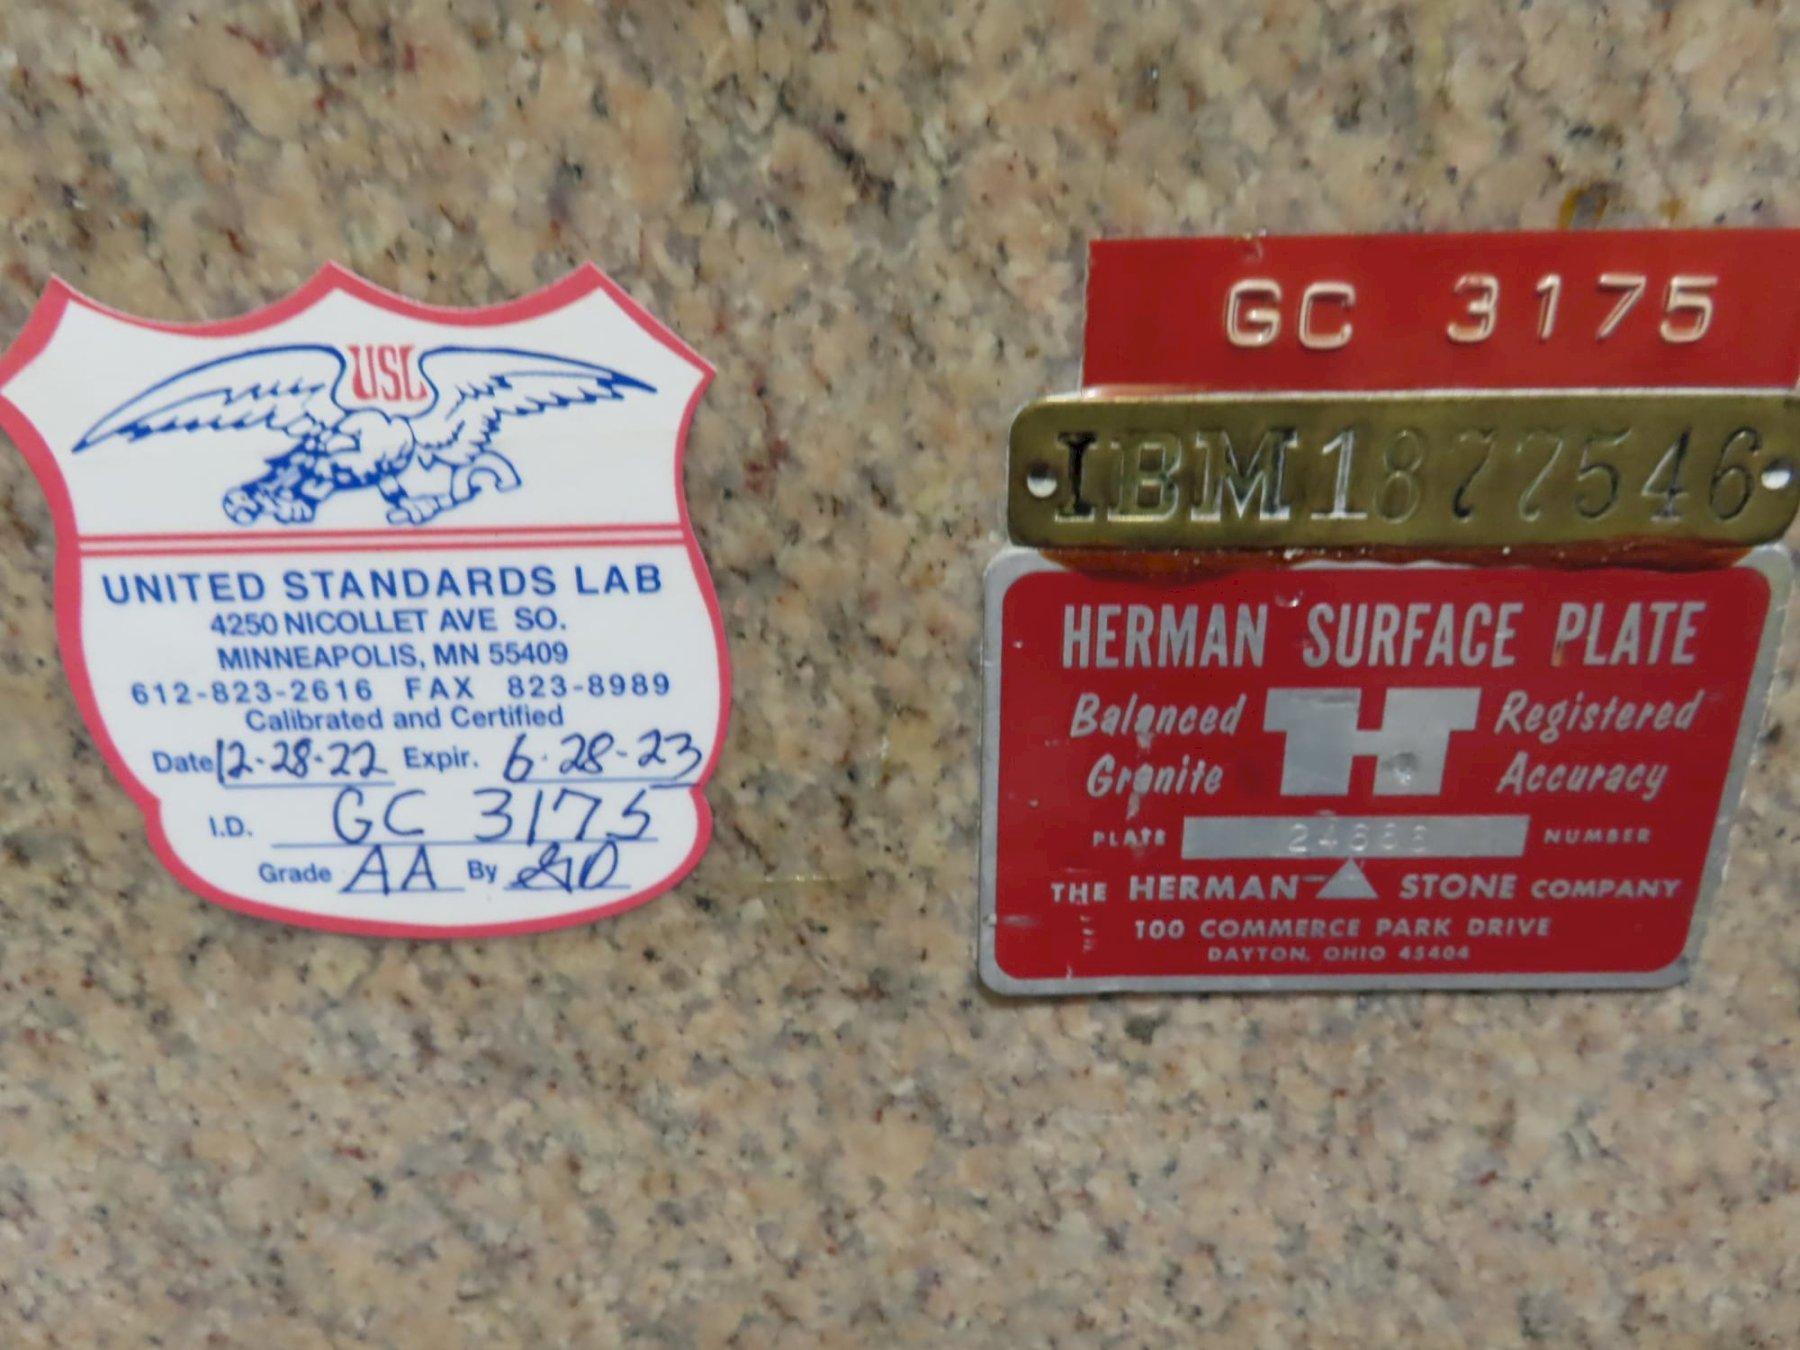 USL
UNITED STANDARDS LAB
4250 NICOLLET AVE SO.
MINNEAPOLIS, MN 55409
612-823-2616 FAX 823-8989
Calibrated and Certified
Date 12-28-22 Expir. 6-28-23
I.D. GC 3175
Grade AA By
GC 3175
IBM 1877546
HERMAN SURFACE PLATE
Balanced H Registered
Granite Accuracy
PLATE NUMBER
THE HERMAN STONE COMPANY
100 COMMERCE PARK DRIVE
DAYTON, OHIO 45404